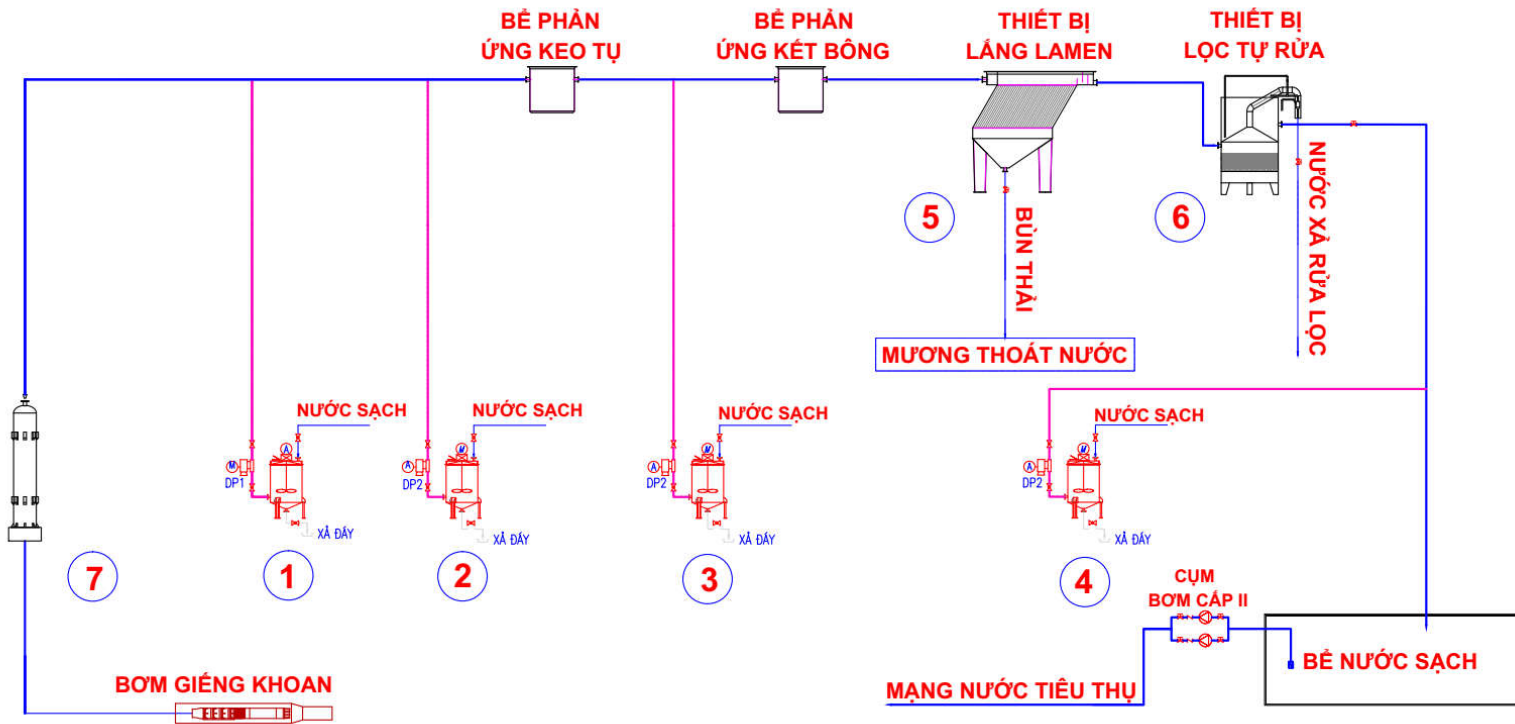 BỂ PHẢN
ỨNG KEO TỤ
BỂ PHẢN
ỨNG KẾT BÔNG
THIẾT BỊ
LẮNG LAMEN
THIẾT BỊ
LỌC TỰ RỬA
5
6
BÙN THẢI
NƯỚC XẢ RỬA LỌC
MƯƠNG THOÁT NƯỚC
NƯỚC SẠCH
NƯỚC SẠCH
NƯỚC SẠCH
NƯỚC SẠCH
A
M
M
M
M
A
A
A
DP1
DP2
DP2
DP2
XẢ ĐÁY
XẢ ĐÁY
XẢ ĐÁY
XẢ ĐÁY
7
1
2
3
4
CỤM
BƠM CẤP II
BỂ NƯỚC SẠCH
BƠM GIẾNG KHOAN
MẠNG NƯỚC TIÊU THỤ